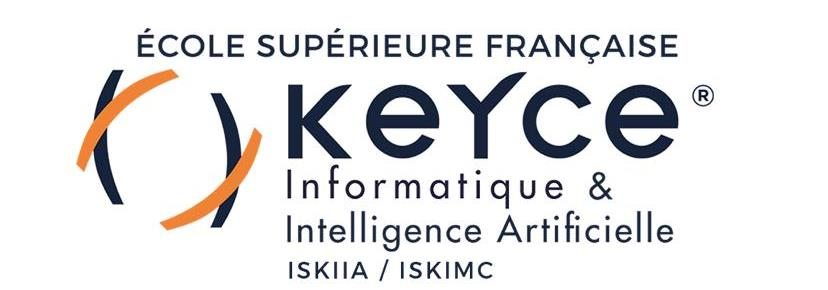 ÉCOLE SUPÉRIEURE FRANÇAISE
KEYCE®
Informatique &
Intelligence Artificielle
ISKIIA / ISKIMC